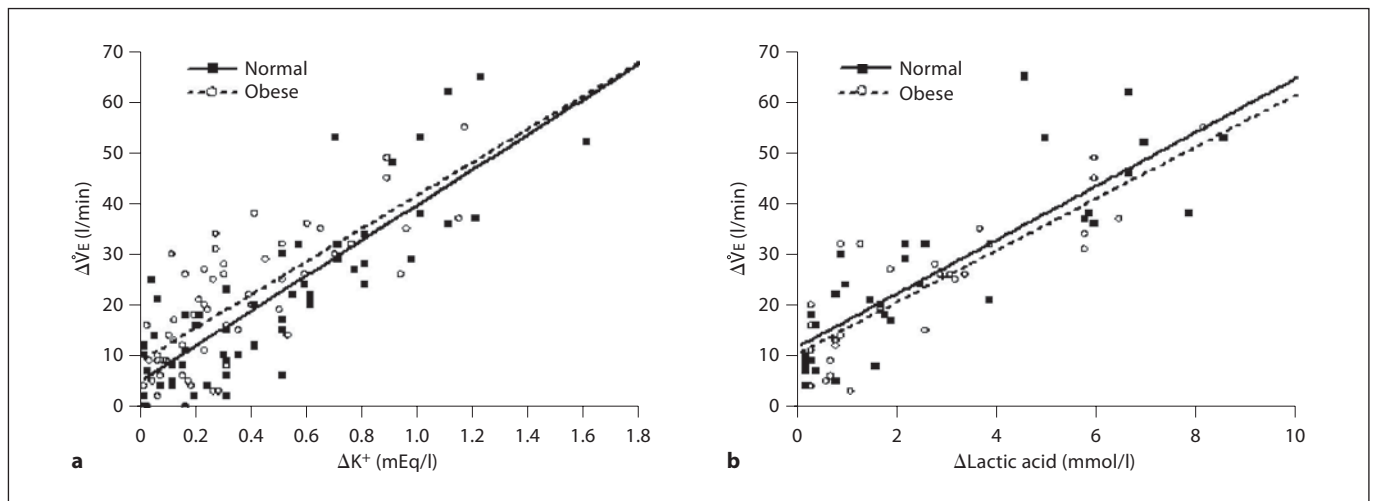 70
60
50
40
30
20
10
0
Normal
Obese
ΔV̊E (l/min)
0 0.2 0.4 0.6 0.8 1.0 1.2 1.4 1.6 1.8
a
ΔK⁺ (mEq/l)
70
60
50
40
30
20
10
0
Normal
Obese
ΔV̊E (l/min)
0 2 4 6 8 10
b
ΔLactic acid (mmol/l)